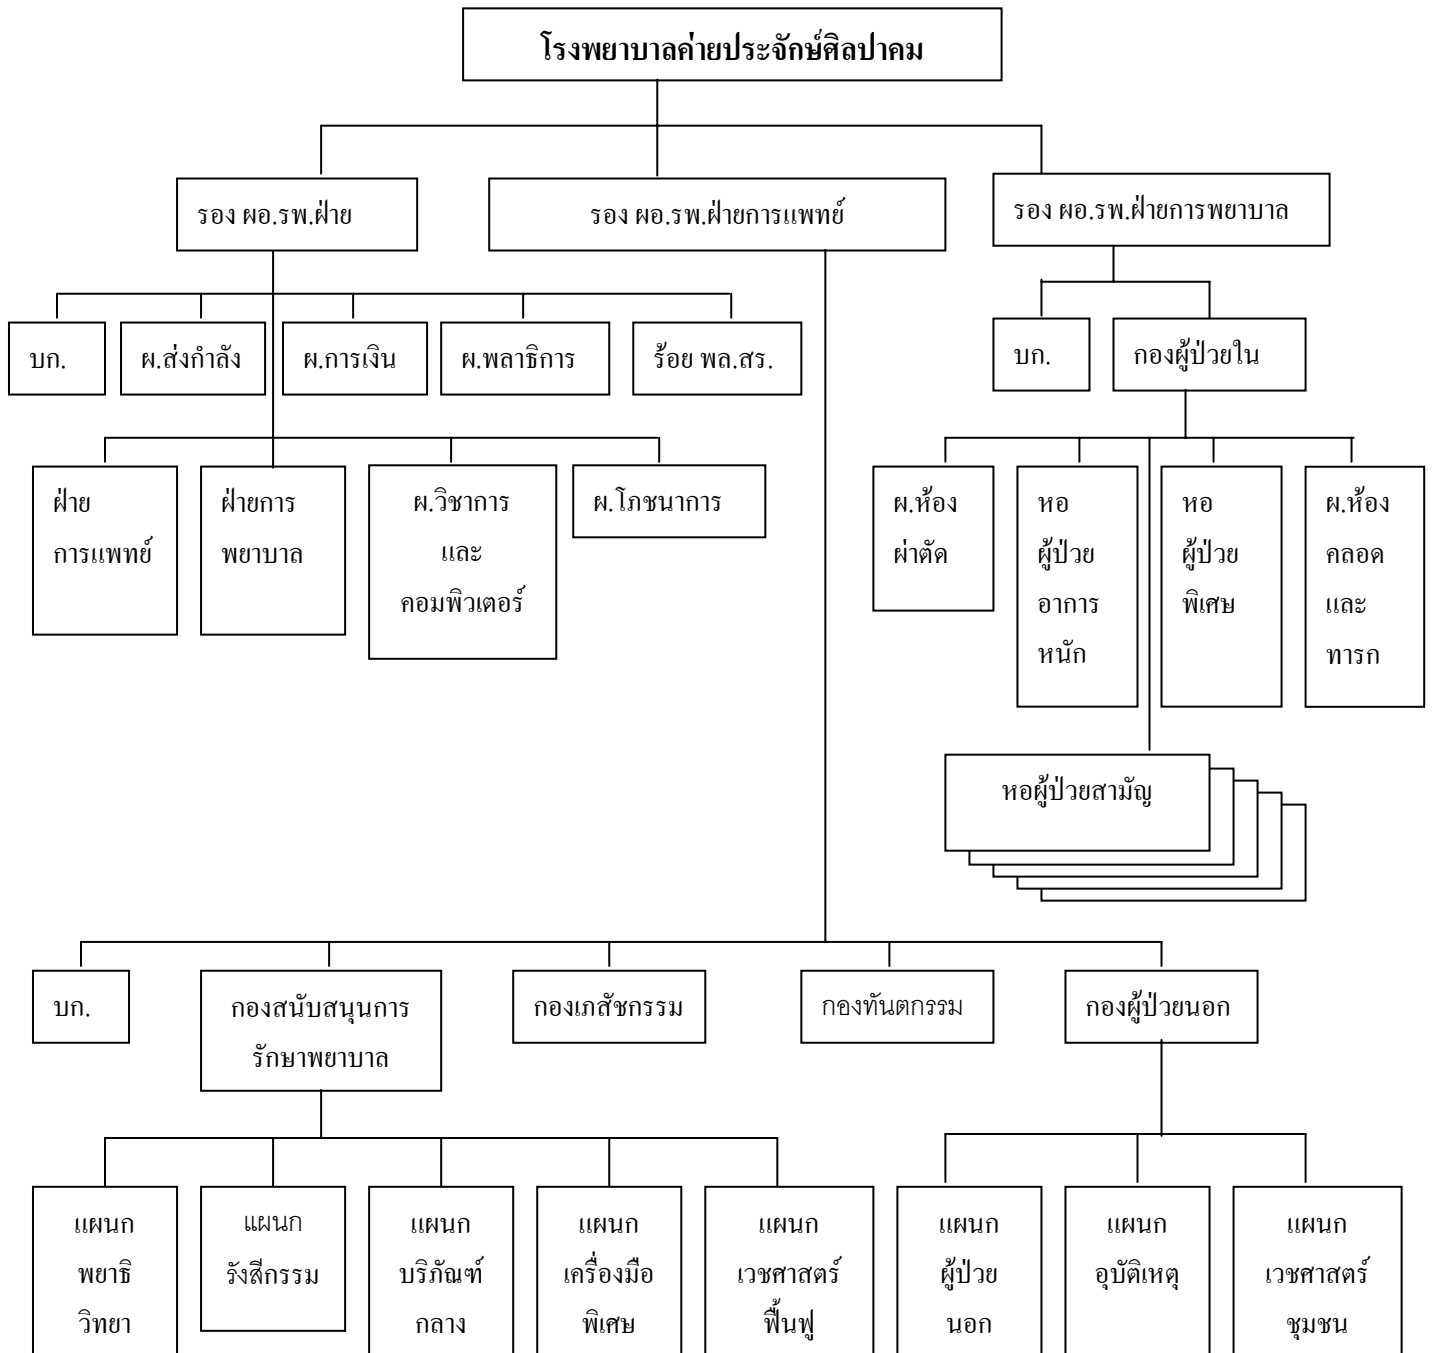 โรงพยาบาลค่ายประจักษ์ศิลปาคม
รอง ผอ.รพ.ฝ่าย
รอง ผอ.รพ.ฝ่ายการแพทย์
รอง ผอ.รพ.ฝ่ายการพยาบาล
บก.
ผ.ส่งกำลัง
ผ.การเงิน
ผ.พลาธิการ
ร้อย พล.สร.
บก.
กองผู้ป่วยใน
ฝ่าย
การแพทย์
ฝ่ายการ
พยาบาล
ผ.วิชาการ
และ
คอมพิวเตอร์
ผ.โภชนาการ
ผ.ห้อง
ผ่าตัด
หอ
ผู้ป่วย
อาการ
หนัก
หอ
ผู้ป่วย
พิเศษ
ผ.ห้อง
คลอด
และ
ทารก
หอผู้ป่วยสามัญ
บก.
กองสนับสนุนการ
รักษาพยาบาล
กองเภสัชกรรม
กองทันตกรรม
กองผู้ป่วยนอก
แผนก
พยาธิ
วิทยา
แผนก
รังสีกรรม
แผนก
บริภัณฑ์
กลาง
แผนก
เครื่องมือ
พิเศษ
แผนก
เวชศาสตร์
ฟื้นฟู
แผนก
ผู้ป่วย
นอก
แผนก
อุบัติเหตุ
แผนก
เวชศาสตร์
ชุมชน